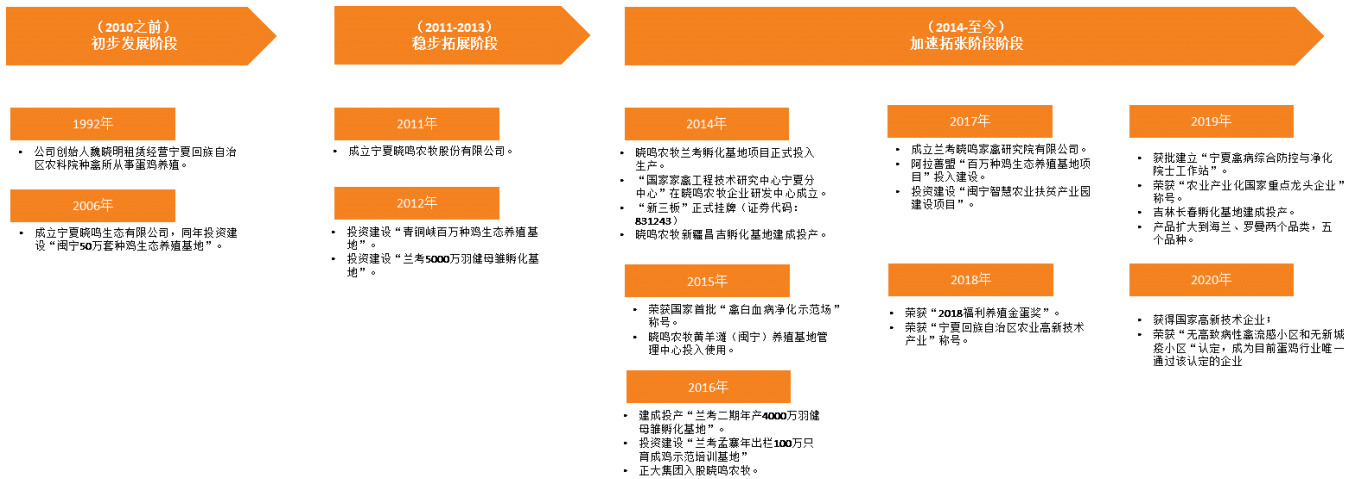 （2010之前）
初步发展阶段
（2011-2013）
稳步拓展阶段
（2014-至今）
加速拓张阶段阶段
1992年
• 公司创始人魏晓明租赁经营宁夏回族自治
区农科院种禽所从事蛋鸡养殖。
2006年
• 成立宁夏晓鸣生态有限公司，同年投资建
设“闽宁50万套种鸡生态养殖基地”。
2011年
• 成立宁夏晓鸣农牧股份有限公司。
2012年
• 投资建设“青铜峡百万种鸡生态养殖基
地”。
• 投资建设“兰考5000万羽健母雏孵化基
地”。
2014年
• 晓鸣农牧兰考孵化基地项目正式投入
生产。
• “国家家禽工程技术研究中心宁夏分
中心”在晓鸣农牧企业研发中心成立。
• “新三板”正式挂牌（证券代码：
831243）
• 晓鸣农牧新疆昌吉孵化基地建成投产。
2015年
• 荣获国家首批“禽白血病净化示范场”
称号。
• 晓鸣农牧黄羊滩（闽宁）养殖基地管
理中心投入使用。
2016年
• 建成投产“兰考二期年产4000万羽健
母雏孵化基地”。
• 投资建设“兰考孟寨年出栏100万只
育成鸡示范培训基地”
• 正大集团入股晓鸣农牧。
2017年
• 成立兰考晓鸣家禽研究院有限公司。
• 阿拉善盟“百万种鸡生态养殖基地项
目”投入建设。
• 投资建设“闽宁智慧农业扶贫产业园
建设项目”。
2018年
• 荣获“2018福利养殖金蛋奖”。
• 荣获“宁夏回族自治区农业高新技术
产业”称号。
2019年
• 获批建立“宁夏禽病综合防控与净化
院士工作站”。
• 荣获“农业产业化国家重点龙头企业”
称号。
• 吉林长春孵化基地建成投产。
• 产品扩大到海兰、罗曼两个品类，五
个品种。
2020年
• 获得国家高新技术企业；
• 荣获“无高致病性禽流感小区和无新城
疫小区“认定，成为目前蛋鸡行业唯一
通过该认定的企业